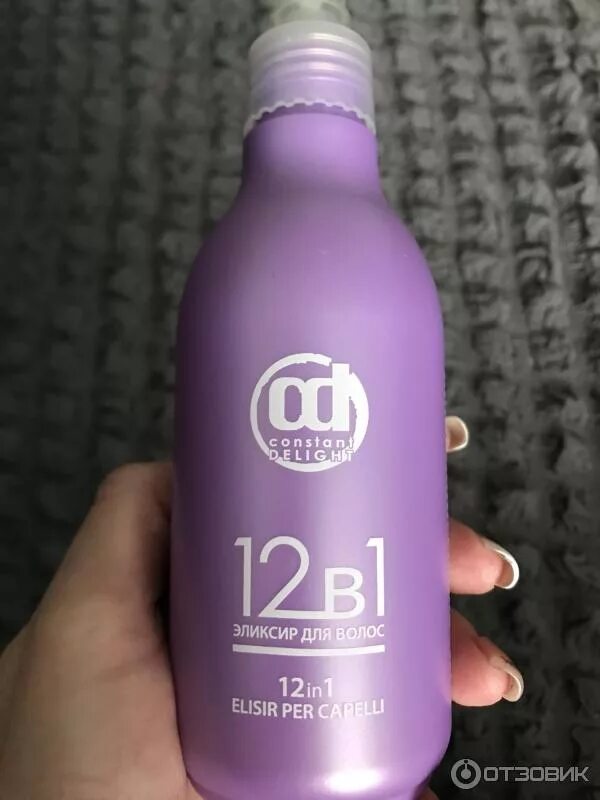 cd
constant
DELIGHT
12в1
ЭЛИКСИР ДЛЯ ВОЛОС
12in1
ELISIR PER CAPELLI
ОТЗОВИК